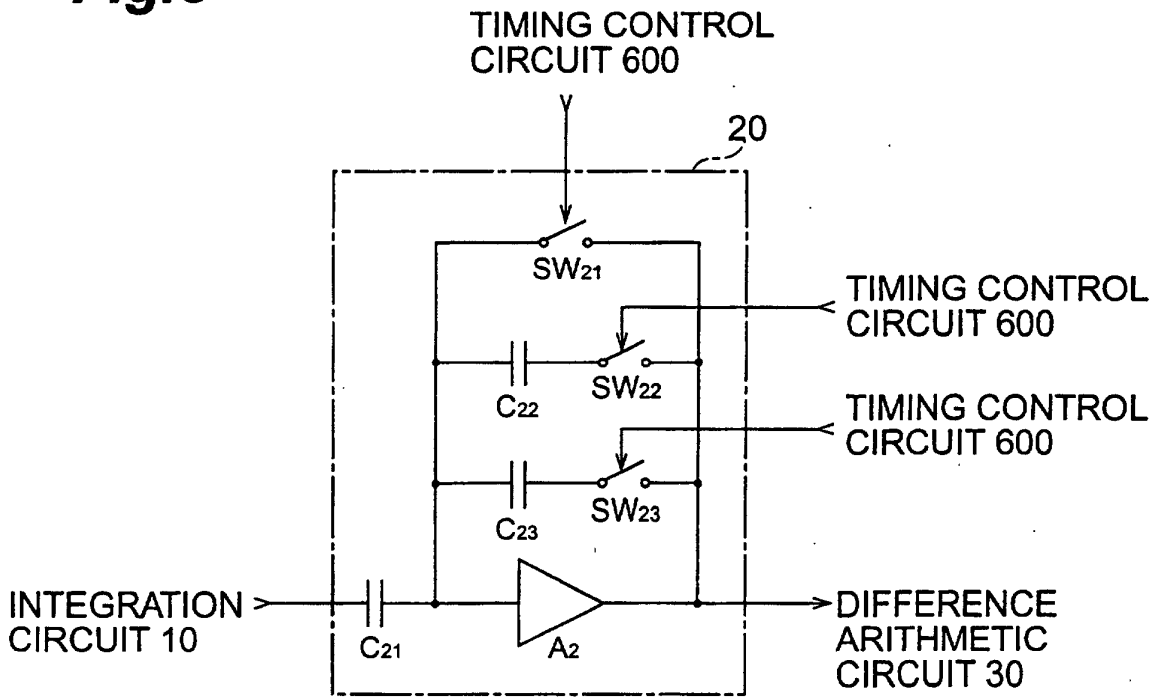 TIMING CONTROL
CIRCUIT 600
20
SW21
TIMING CONTROL
CIRCUIT 600
SW22
C22
TIMING CONTROL
CIRCUIT 600
SW23
C23
INTEGRATION
CIRCUIT 10
C21
A2
DIFFERENCE
ARITHMETIC
CIRCUIT 30